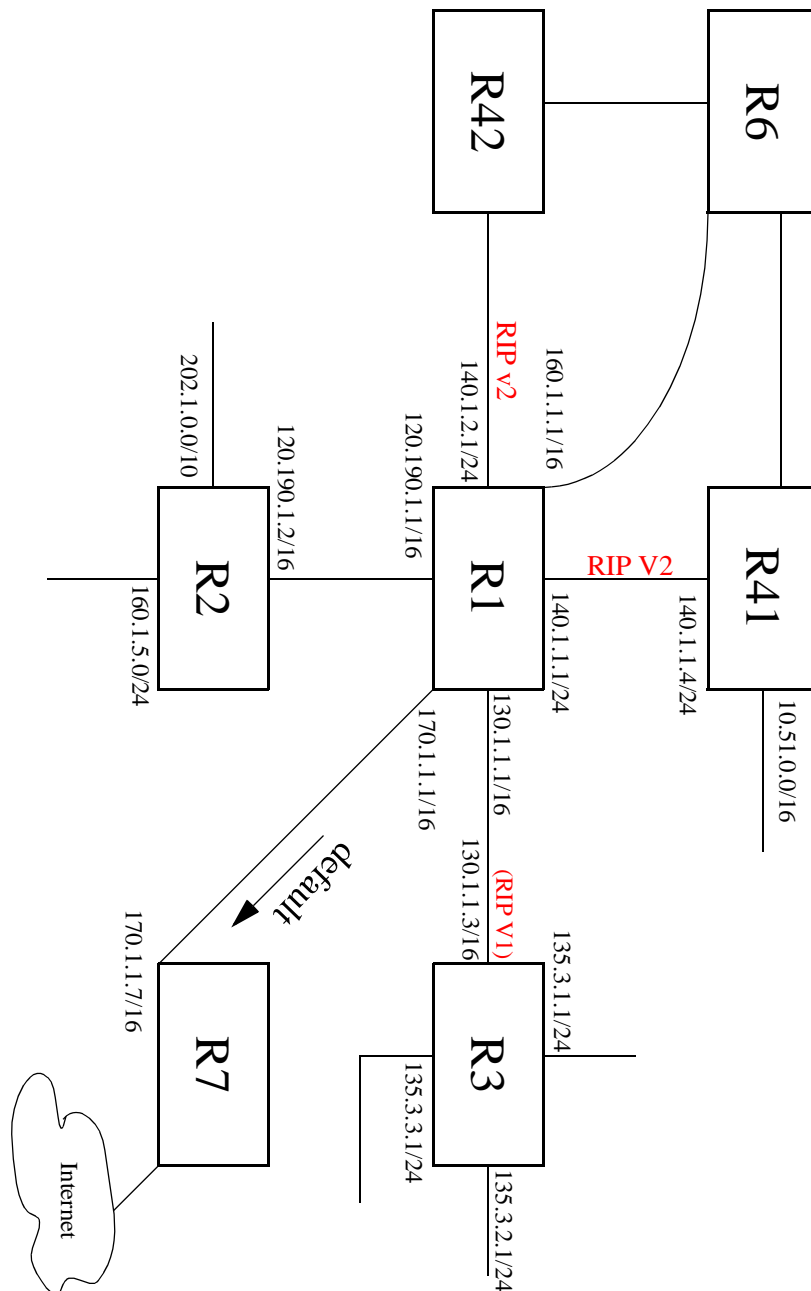 R6
R42
RIP v2
140.1.2.1/24
160.1.1.1/16
202.1.0.0/10
120.190.1.2/16
120.190.1.1/16
R2
R1
RIP V2
R41
160.1.5.0/24
140.1.1.1/24
140.1.1.4/24
170.1.1.1/16
130.1.1.1/16
10.51.0.0/16
default
130.1.1.3/16
(RIP V1)
135.3.1.1/24
170.1.1.7/16
R7
R3
135.3.3.1/24
135.3.2.1/24
Internet